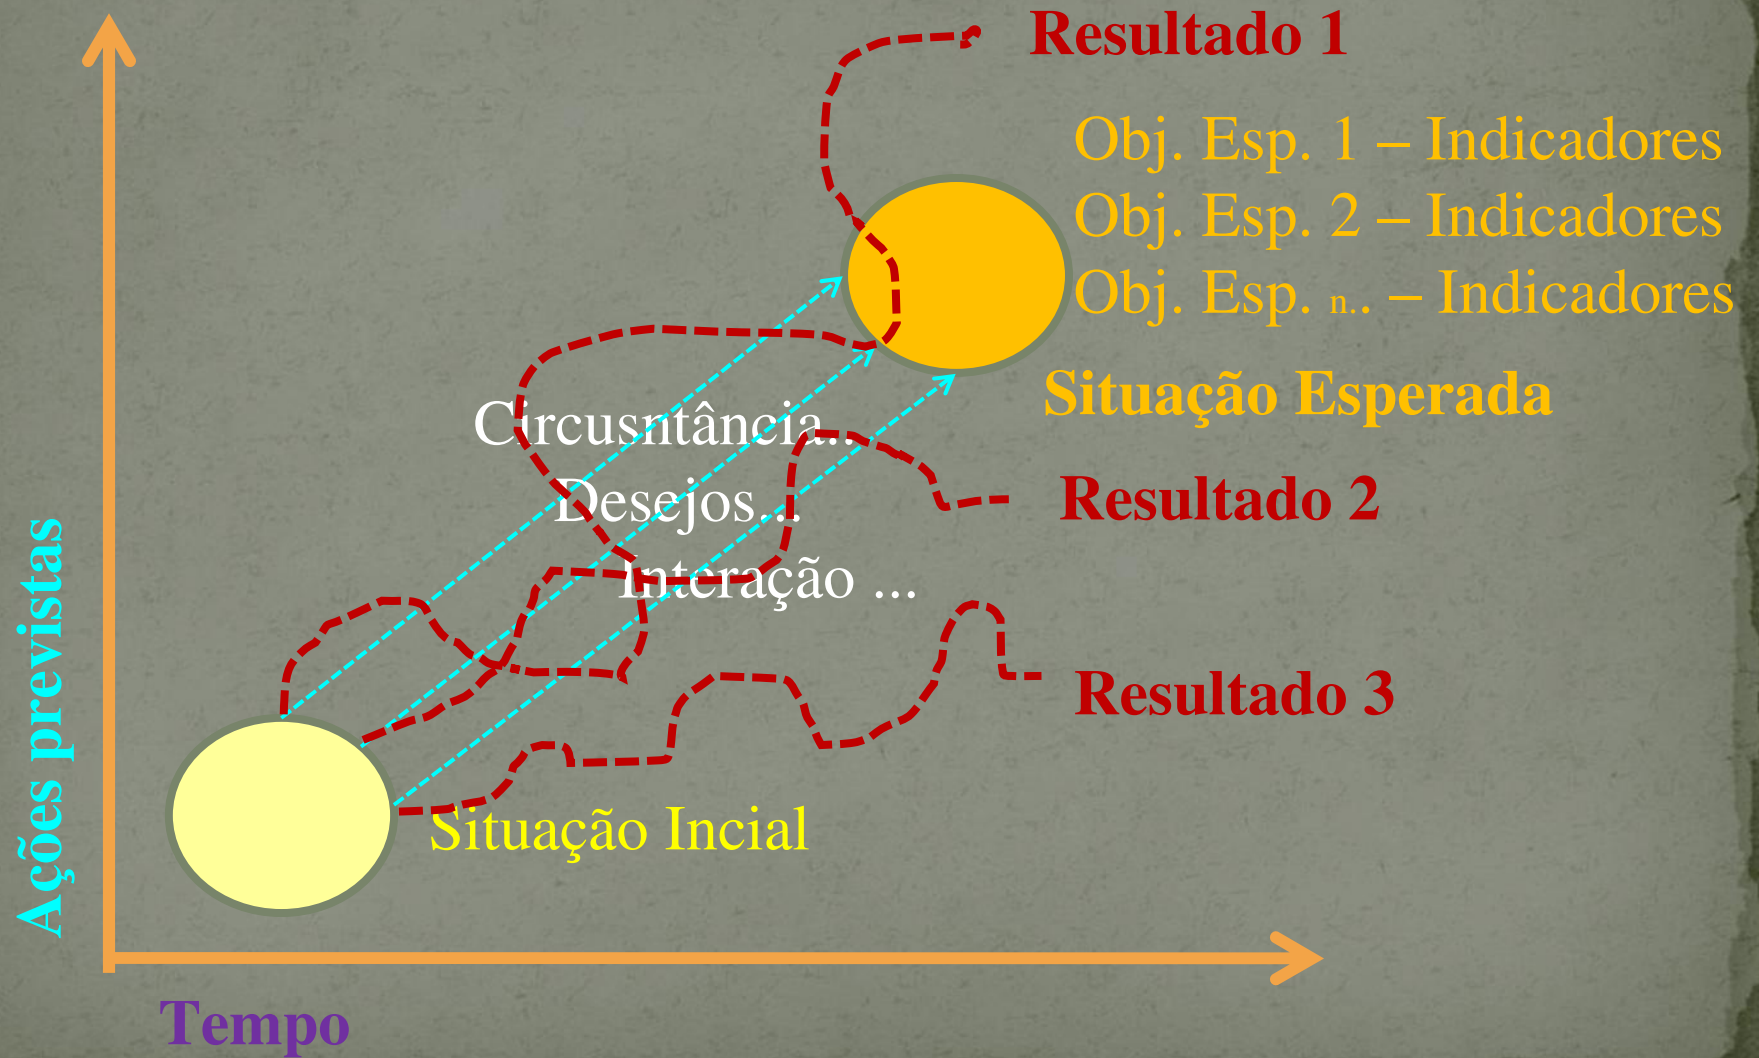 Resultado 1
Obj. Esp. 1 – Indicadores
Obj. Esp. 2 – Indicadores
Obj. Esp. n.. – Indicadores
Situação Esperada
Circusntância...
Desejos...
Resultado 2
Interação ...
Resultado 3
Situação Incial
Ações previstas
Tempo